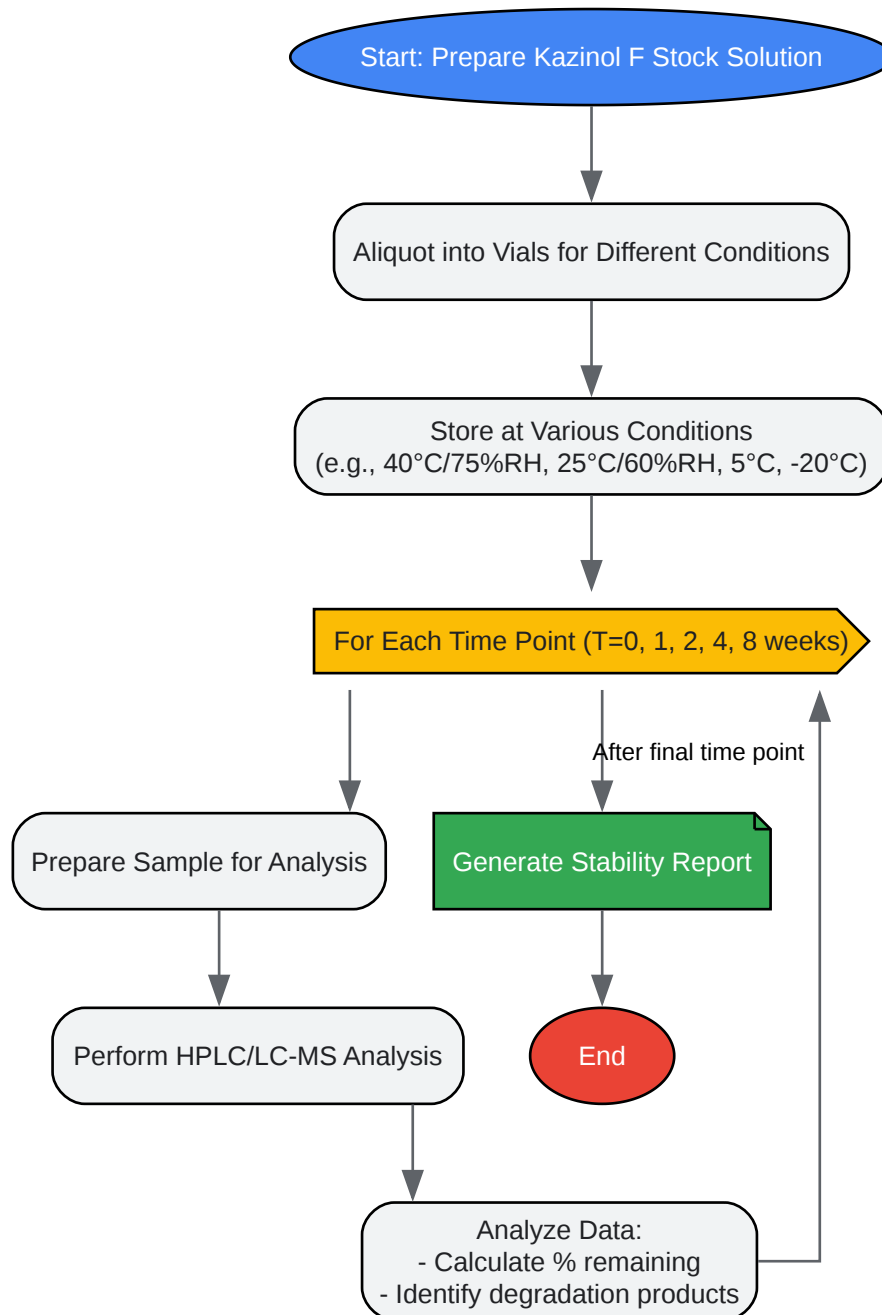 Start: Prepare Kazinol F Stock Solution
Aliquot into Vials for Different Conditions
Store at Various Conditions
(e.g., 40°C/75%RH, 25°C/60%RH, 5°C, -20°C)
For Each Time Point (T=0, 1, 2, 4, 8 weeks)
After final time point
Prepare Sample for Analysis
Generate Stability Report
Perform HPLC/LC-MS Analysis
End
Analyze Data:
- Calculate % remaining
- Identify degradation products